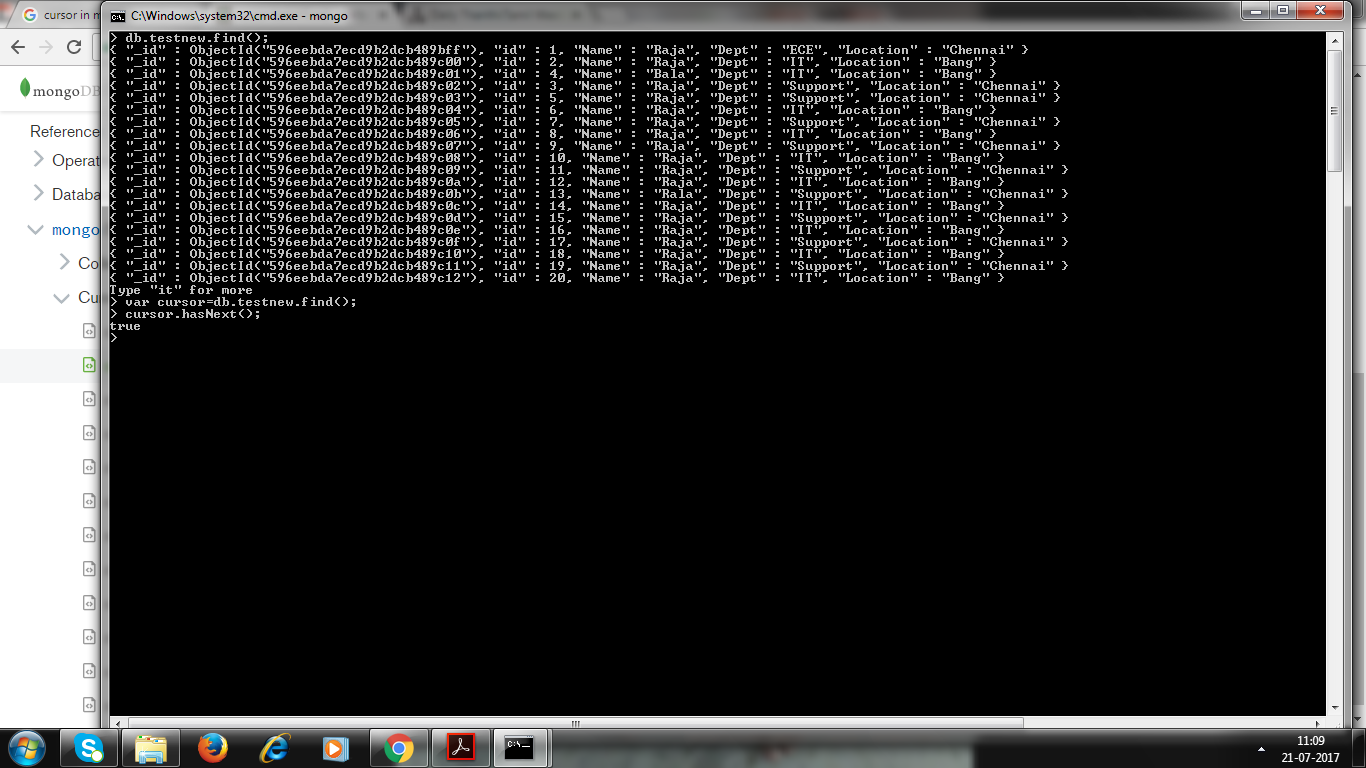 cursor in m
C:\Windows\system32\cmd.exe - mongo
mongoDB
Reference
Operat
Databa
mongo
Co
Cu
> db.testnew.find();
{ "_id" : ObjectId("596eebda7ecd9b2dcb489bff"), "id" : 1, "Name" : "Raja", "Dept" : "ECE", "Location" : "Chennai" }
{ "_id" : ObjectId("596eebda7ecd9b2dcb489c00"), "id" : 2, "Name" : "Raja", "Dept" : "IT", "Location" : "Bang" }
{ "_id" : ObjectId("596eebda7ecd9b2dcb489c01"), "id" : 4, "Name" : "Bala", "Dept" : "IT", "Location" : "Bang" }
{ "_id" : ObjectId("596eebda7ecd9b2dcb489c02"), "id" : 3, "Name" : "Raja", "Dept" : "Support", "Location" : "Chennai" }
{ "_id" : ObjectId("596eebda7ecd9b2dcb489c03"), "id" : 5, "Name" : "Raja", "Dept" : "Support", "Location" : "Chennai" }
{ "_id" : ObjectId("596eebda7ecd9b2dcb489c04"), "id" : 6, "Name" : "Raja", "Dept" : "IT", "Location" : "Bang" }
{ "_id" : ObjectId("596eebda7ecd9b2dcb489c05"), "id" : 7, "Name" : "Raja", "Dept" : "Support", "Location" : "Chennai" }
{ "_id" : ObjectId("596eebda7ecd9b2dcb489c06"), "id" : 8, "Name" : "Raja", "Dept" : "IT", "Location" : "Bang" }
{ "_id" : ObjectId("596eebda7ecd9b2dcb489c07"), "id" : 9, "Name" : "Raja", "Dept" : "Support", "Location" : "Chennai" }
{ "_id" : ObjectId("596eebda7ecd9b2dcb489c08"), "id" : 10, "Name" : "Raja", "Dept" : "IT", "Location" : "Bang" }
{ "_id" : ObjectId("596eebda7ecd9b2dcb489c09"), "id" : 11, "Name" : "Raja", "Dept" : "Support", "Location" : "Chennai" }
{ "_id" : ObjectId("596eebda7ecd9b2dcb489c0a"), "id" : 12, "Name" : "Raja", "Dept" : "IT", "Location" : "Bang" }
{ "_id" : ObjectId("596eebda7ecd9b2dcb489c0b"), "id" : 13, "Name" : "Rala", "Dept" : "Support", "Location" : "Chennai" }
{ "_id" : ObjectId("596eebda7ecd9b2dcb489c0c"), "id" : 14, "Name" : "Raja", "Dept" : "IT", "Location" : "Bang" }
{ "_id" : ObjectId("596eebda7ecd9b2dcb489c0d"), "id" : 15, "Name" : "Raja", "Dept" : "Support", "Location" : "Chennai" }
{ "_id" : ObjectId("596eebda7ecd9b2dcb489c0e"), "id" : 16, "Name" : "Raja", "Dept" : "IT", "Location" : "Bang" }
{ "_id" : ObjectId("596eebda7ecd9b2dcb489c0f"), "id" : 17, "Name" : "Raja", "Dept" : "Support", "Location" : "Chennai" }
{ "_id" : ObjectId("596eebda7ecd9b2dcb489c10"), "id" : 18, "Name" : "Raja", "Dept" : "IT", "Location" : "Bang" }
{ "_id" : ObjectId("596eebda7ecd9b2dcb489c11"), "id" : 19, "Name" : "Raja", "Dept" : "Support", "Location" : "Chennai" }
{ "_id" : ObjectId("596eebda7ecd9b2dcb489c12"), "id" : 20, "Name" : "Raja", "Dept" : "IT", "Location" : "Bang" }
Type "it" for more
> var cursor=db.testnew.find();
> cursor.hasNext();
true
>
11:09
21-07-2017